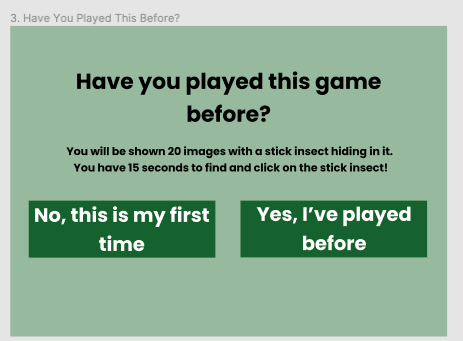 3. Have You Played This Before?
Have you played this game
before?
You will be shown 20 images with a stick insect hiding in it.
You have 15 seconds to find and click on the stick insect!
No, this is my first
time
Yes, I’ve played
before